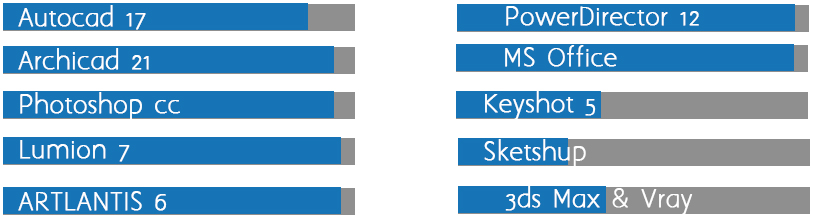 Autocad 17
Archicad 21
Photoshop cc
Lumion 7
ARTLANTIS 6
PowerDirector 12
MS Office
Keyshot 5
Sketshup
3ds Max & Vray